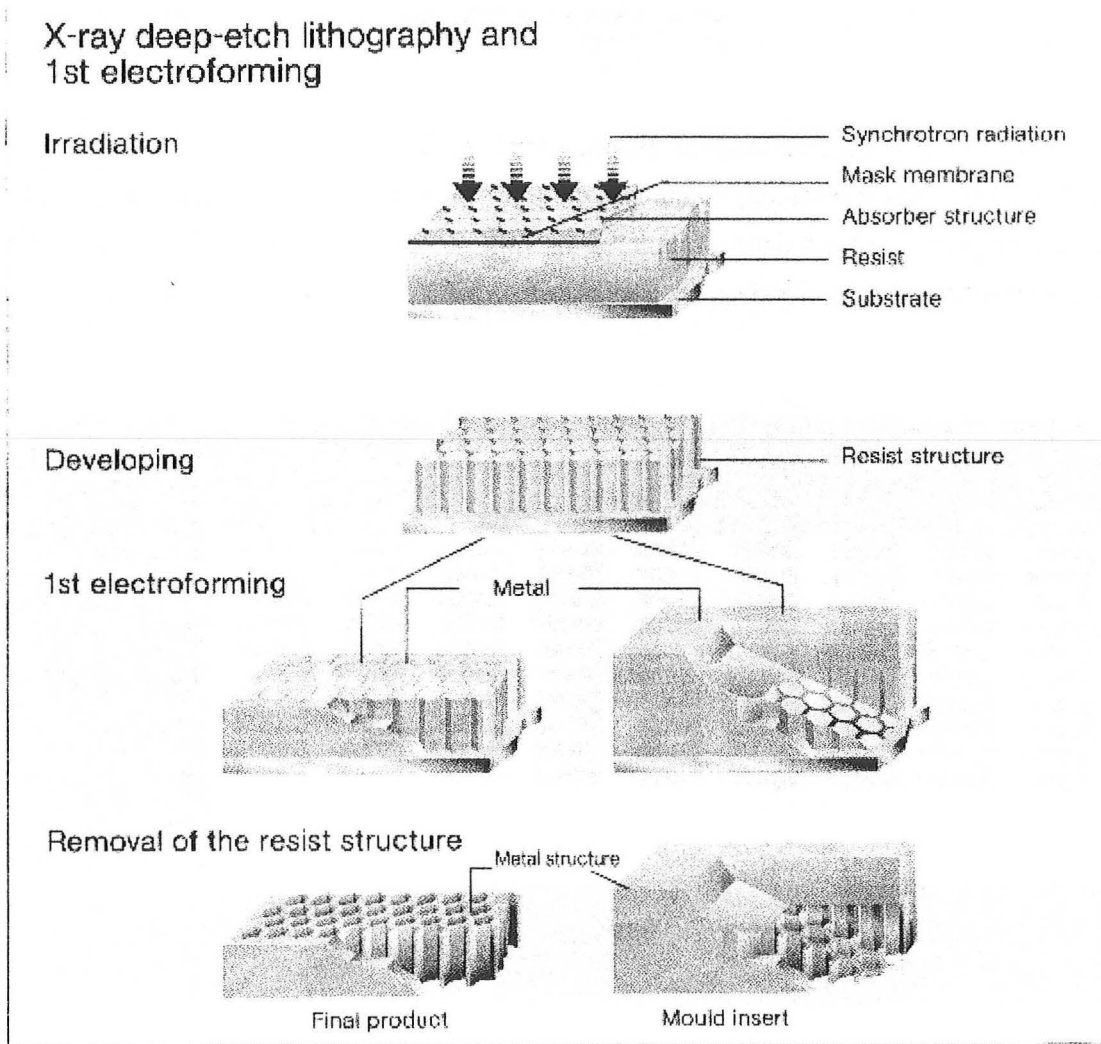 X-ray deep-etch lithography and
1st electroforming
Irradiation
Synchrotron radiation
Mask membrane
Absorber structure
Resist
Substrate
Developing
Resist structure
1st electroforming
Metal
Removal of the resist structure
Metal structure
Final product
Mould insert